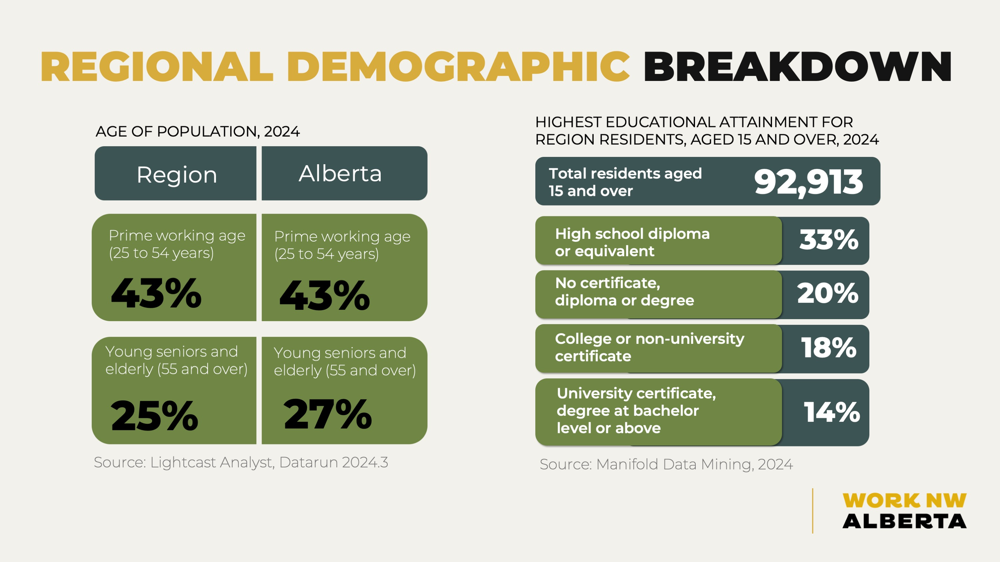 REGIONAL DEMOGRAPHIC BREAKDOWN
AGE OF POPULATION, 2024
Region
Alberta
Prime working age
(25 to 54 years)
43%
Prime working age
(25 to 54 years)
43%
Young seniors and
elderly (55 and over)
25%
Young seniors and
elderly (55 and over)
27%
Source: Lightcast Analyst, Datarun 2024.3
HIGHEST EDUCATIONAL ATTAINMENT FOR
REGION RESIDENTS, AGED 15 AND OVER, 2024
Total residents aged
15 and over
92,913
High school diploma
or equivalent
33%
No certificate,
diploma or degree
20%
College or non-university
certificate
18%
University certificate,
degree at bachelor
level or above
14%
Source: Manifold Data Mining, 2024
WORK NW
ALBERTA